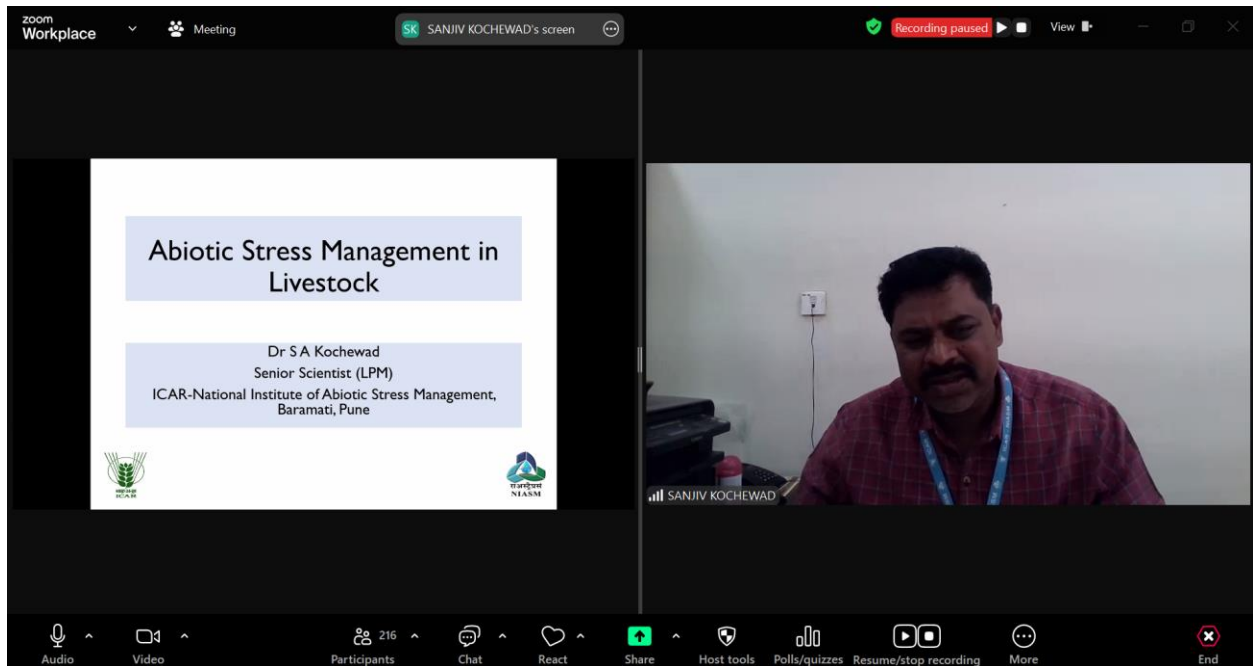 zoom
Workplace
Meeting
SK SANJIV KOCHEWAD's screen
Recording paused
View
Abiotic Stress Management in
Livestock
Dr S A Kochewad
Senior Scientist (LPM)
ICAR-National Institute of Abiotic Stress Management,
Baramati, Pune
ICAR
NIASM
SANJIV KOCHEWAD
Audio
Video
216
Participants
Chat
React
Share
Host tools
Polls/quizzes
Resume/stop recording
More
End